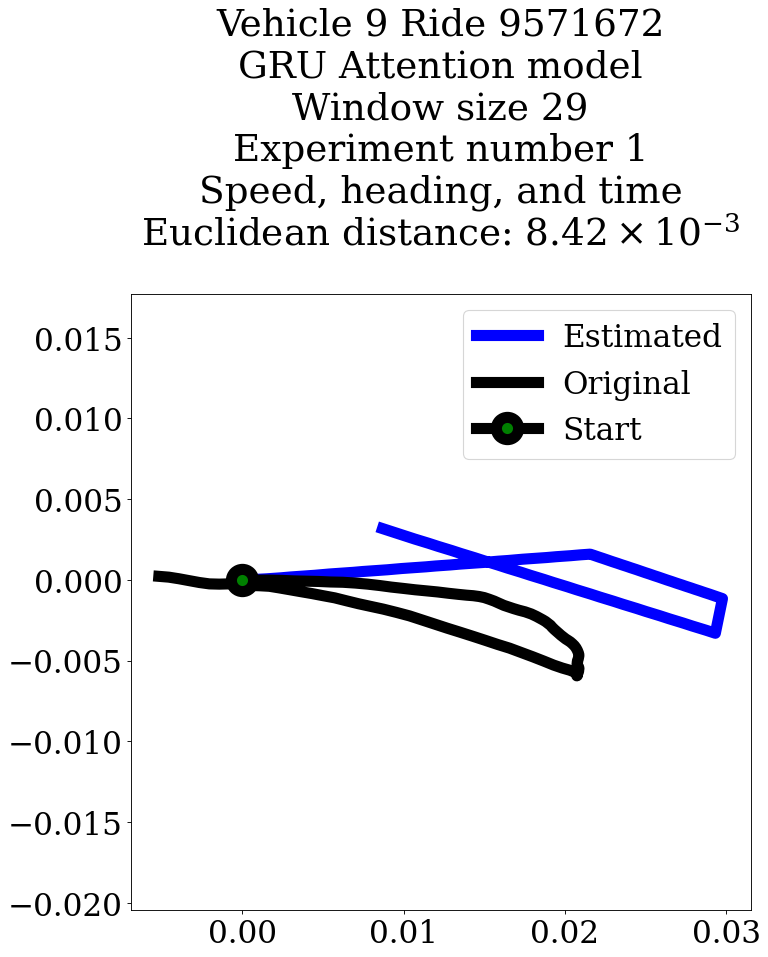 Vehicle 9 Ride 9571672
GRU Attention model
Window size 29
Experiment number 1
Speed, heading, and time
Euclidean distance: 8.42 × 10⁻³
Estimated
Original
Start
0.015
0.010
0.005
0.000
−0.005
−0.010
−0.015
−0.020
0.00 0.01 0.02 0.03